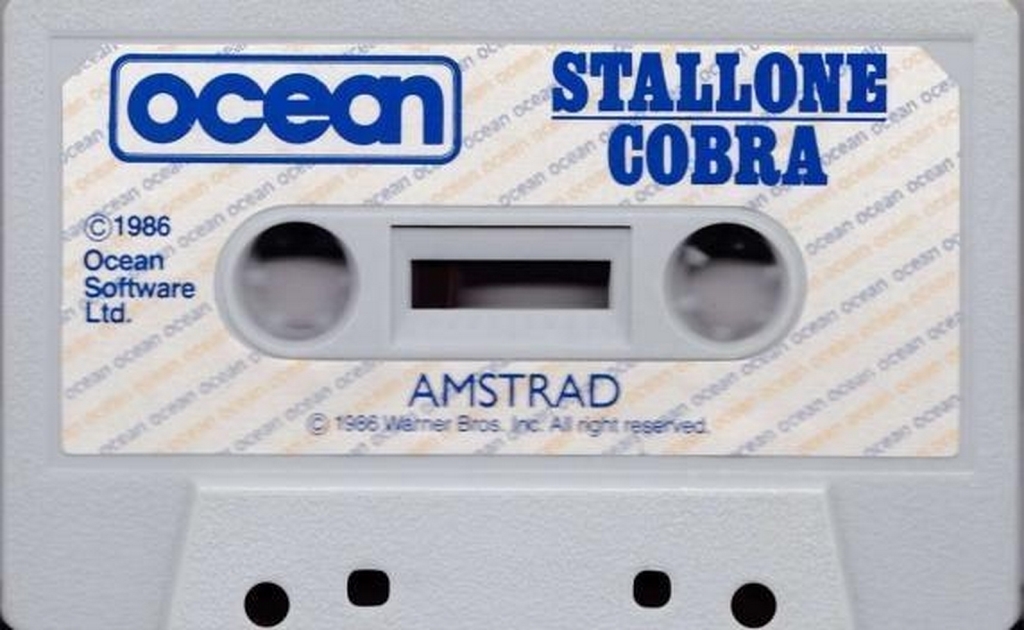 ocean
STALLONE
COBRA
©1986
Ocean
Software
Ltd.
AMSTRAD
© 1986 Warner Bros. Inc. All right reserved.